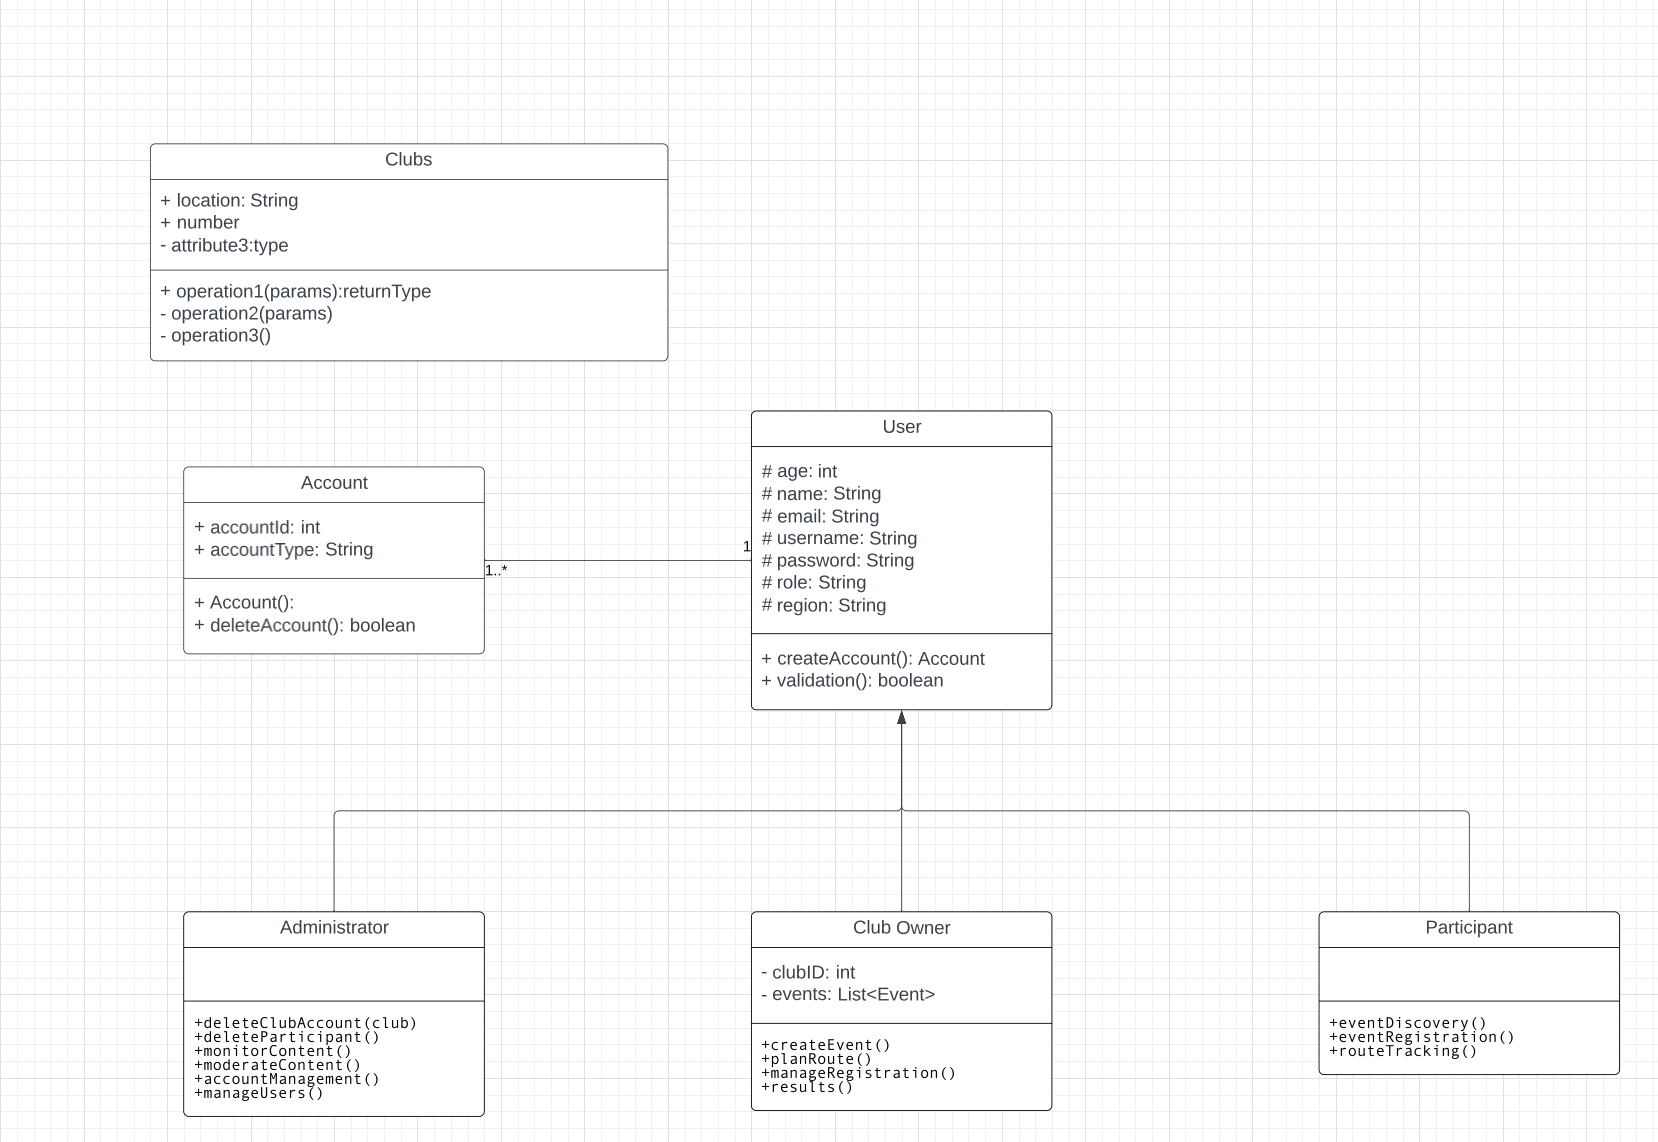 Clubs
+ location: String
+ number
- attribute3:type
+ operation1(params):returnType
- operation2(params)
- operation3()
User
# age: int
# name: String
# email: String
# username: String
# password: String
# role: String
# region: String
+ createAccount(): Account
+ validation(): boolean
Account
+ accountId: int
+ accountType: String
+ Account():
+ deleteAccount(): boolean
1
1..*
Administrator
+deleteClubAccount(club)
+deleteParticipant()
+monitorContent()
+moderateContent()
+accountManagement()
+manageUsers()
Club Owner
- clubID: int
- events: List<Event>
+createEvent()
+planRoute()
+manageRegistration()
+results()
Participant
+eventDiscovery()
+eventRegistration()
+routeTracking()